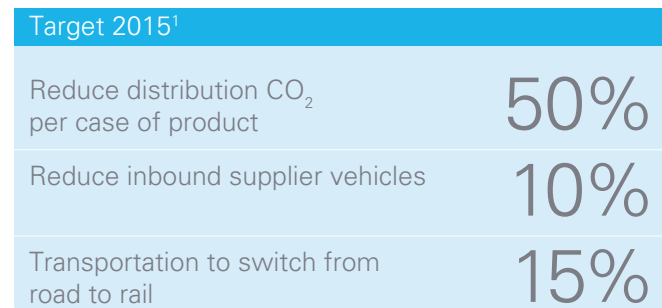 Target 2015¹
Reduce distribution CO₂
per case of product
50%
Reduce inbound supplier vehicles
10%
Transportation to switch from
road to rail
15%